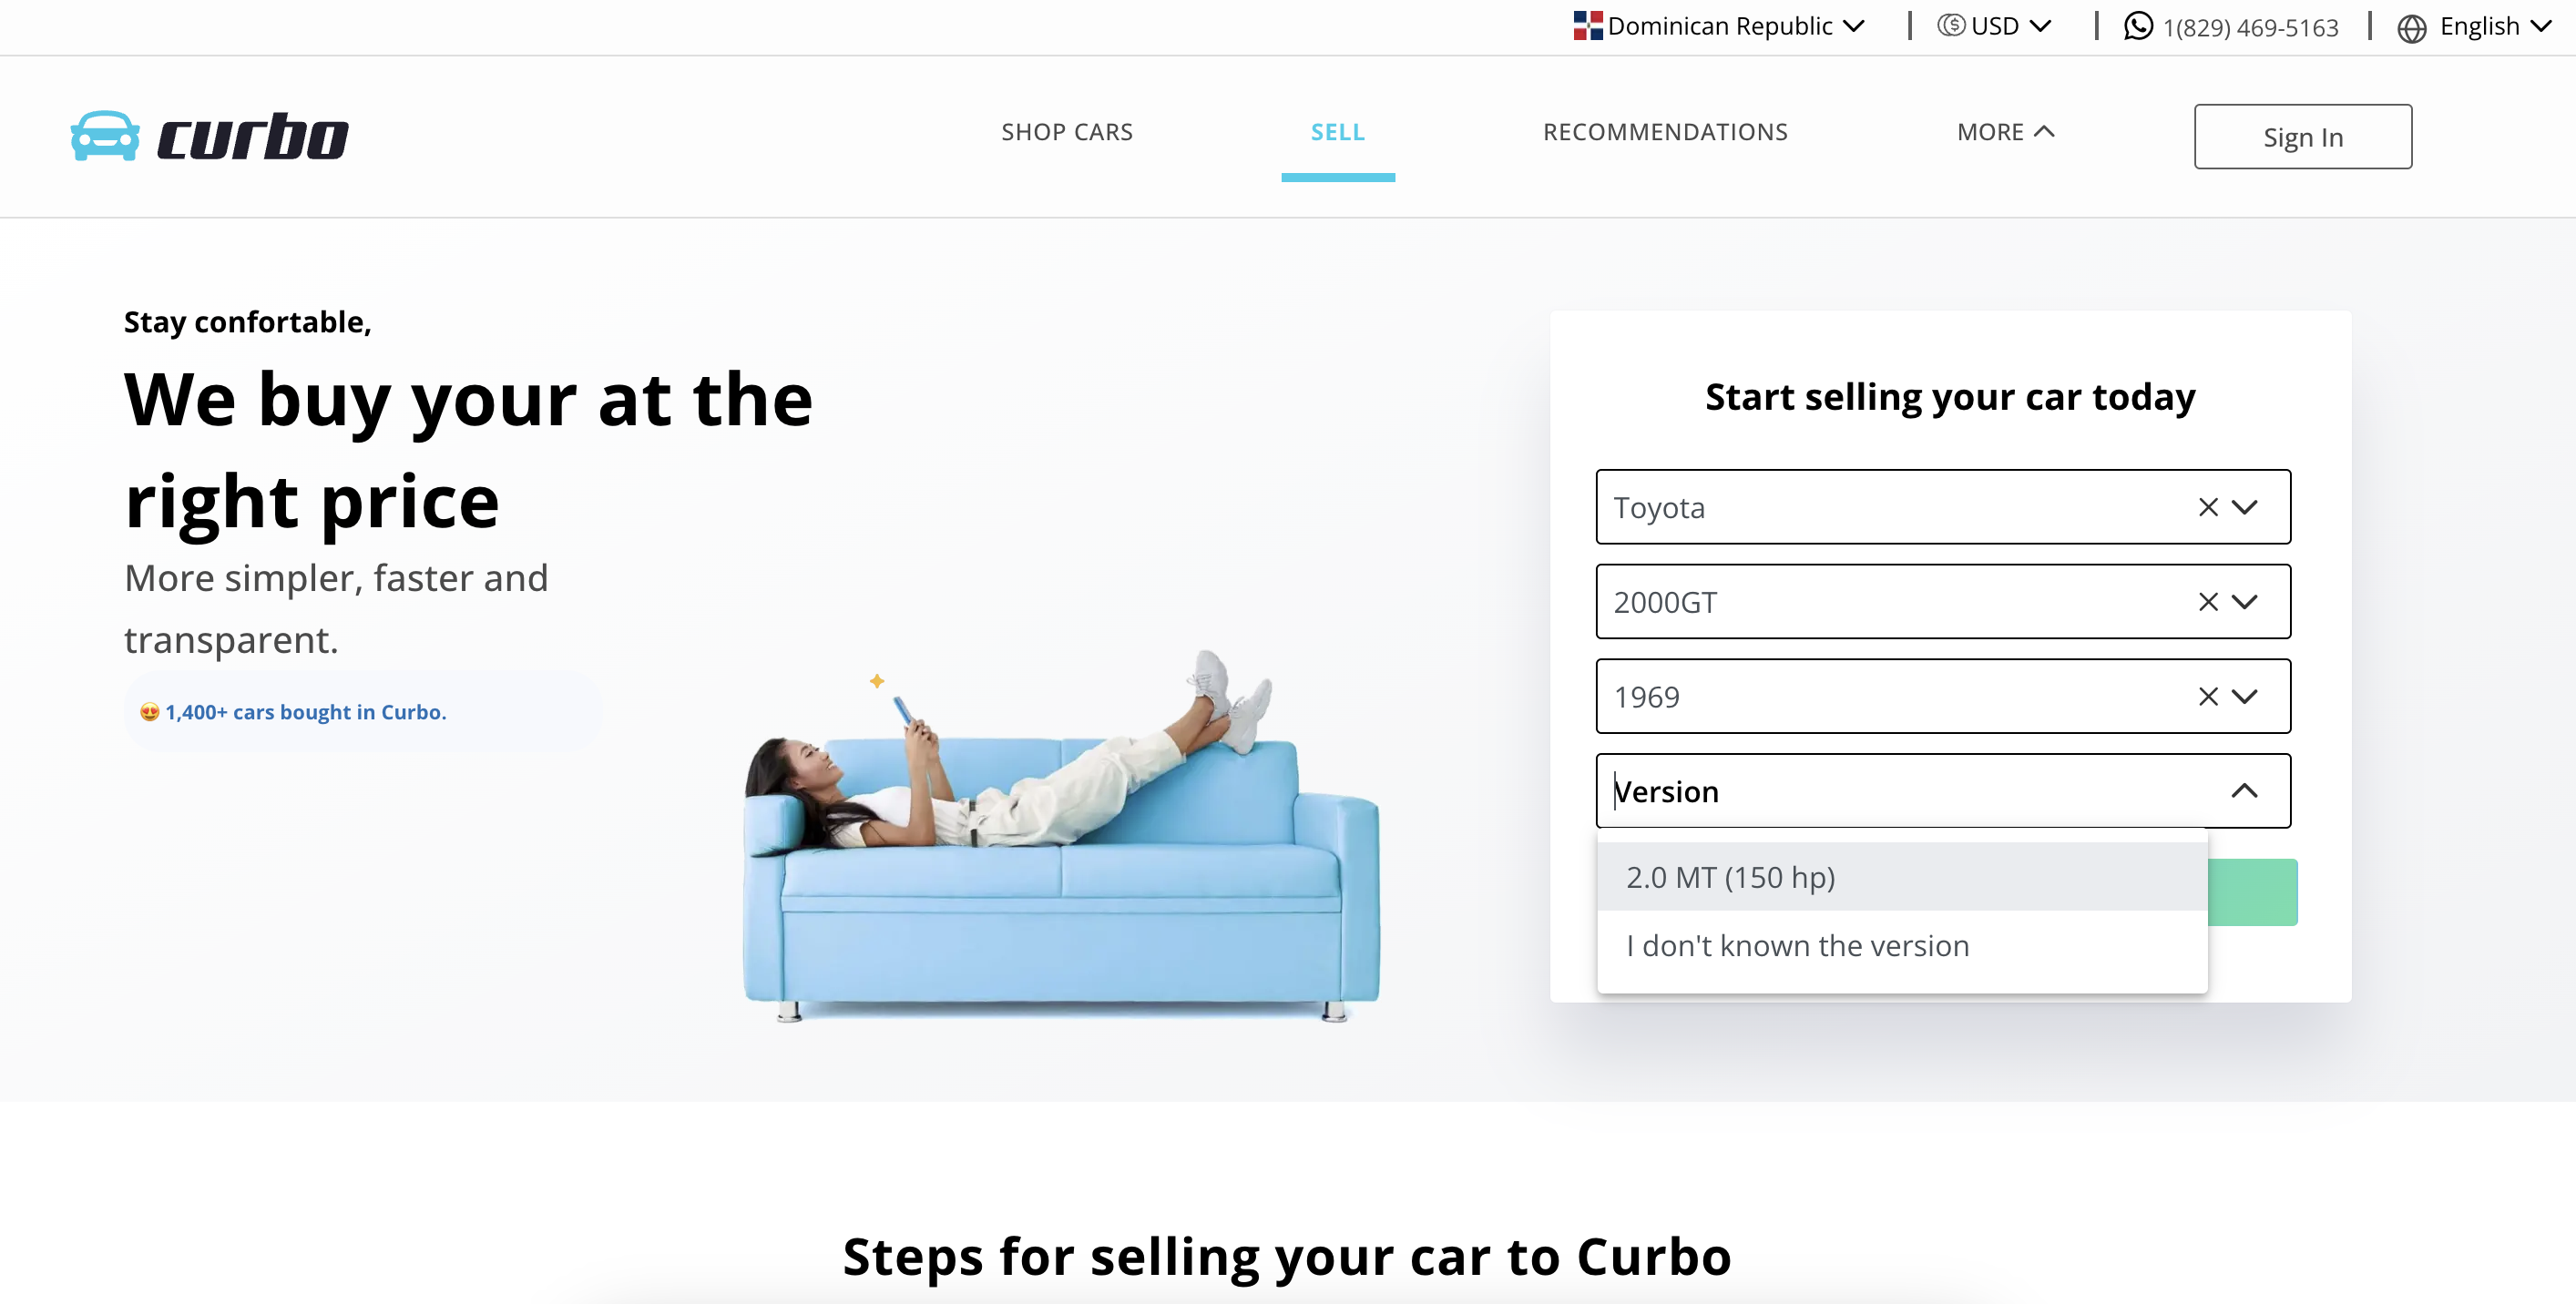 Dominican Republic | USD | 1(829) 469-5163 | English
curbo
SHOP CARS SELL RECOMMENDATIONS MORE Sign In
Stay confortable,
We buy your at the
right price
More simpler, faster and
transparent.
😍 1,400+ cars bought in Curbo.
Start selling your car today
Toyota
2000GT
1969
Version
2.0 MT (150 hp)
I don't known the version
Steps for selling your car to Curbo